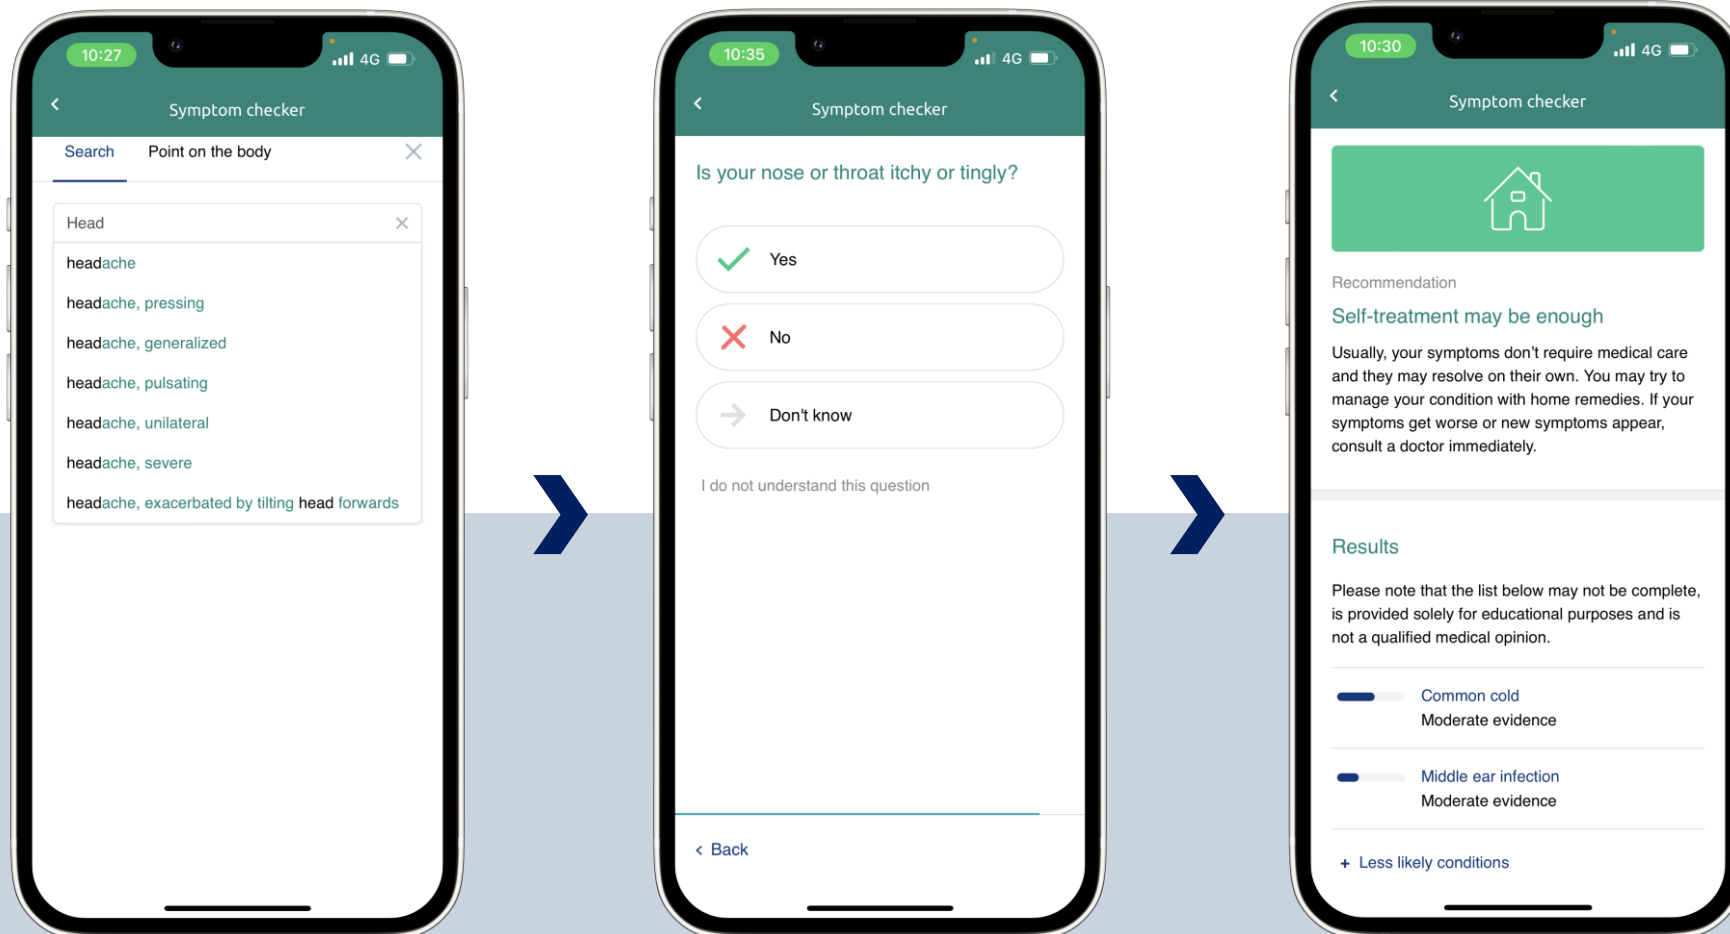 10:27
4G
Symptom checker
Search Point on the body
Head
headache
headache, pressing
headache, generalized
headache, pulsating
headache, unilateral
headache, severe
headache, exacerbated by tilting head forwards
10:35
4G
Symptom checker
Is your nose or throat itchy or tingly?
Yes
No
Don't know
I do not understand this question
< Back
10:30
4G
Symptom checker
Recommendation
Self-treatment may be enough
Usually, your symptoms don't require medical care
and they may resolve on their own. You may try to
manage your condition with home remedies. If your
symptoms get worse or new symptoms appear,
consult a doctor immediately.
Results
Please note that the list below may not be complete,
is provided solely for educational purposes and is
not a qualified medical opinion.
Common cold
Moderate evidence
Middle ear infection
Moderate evidence
+ Less likely conditions